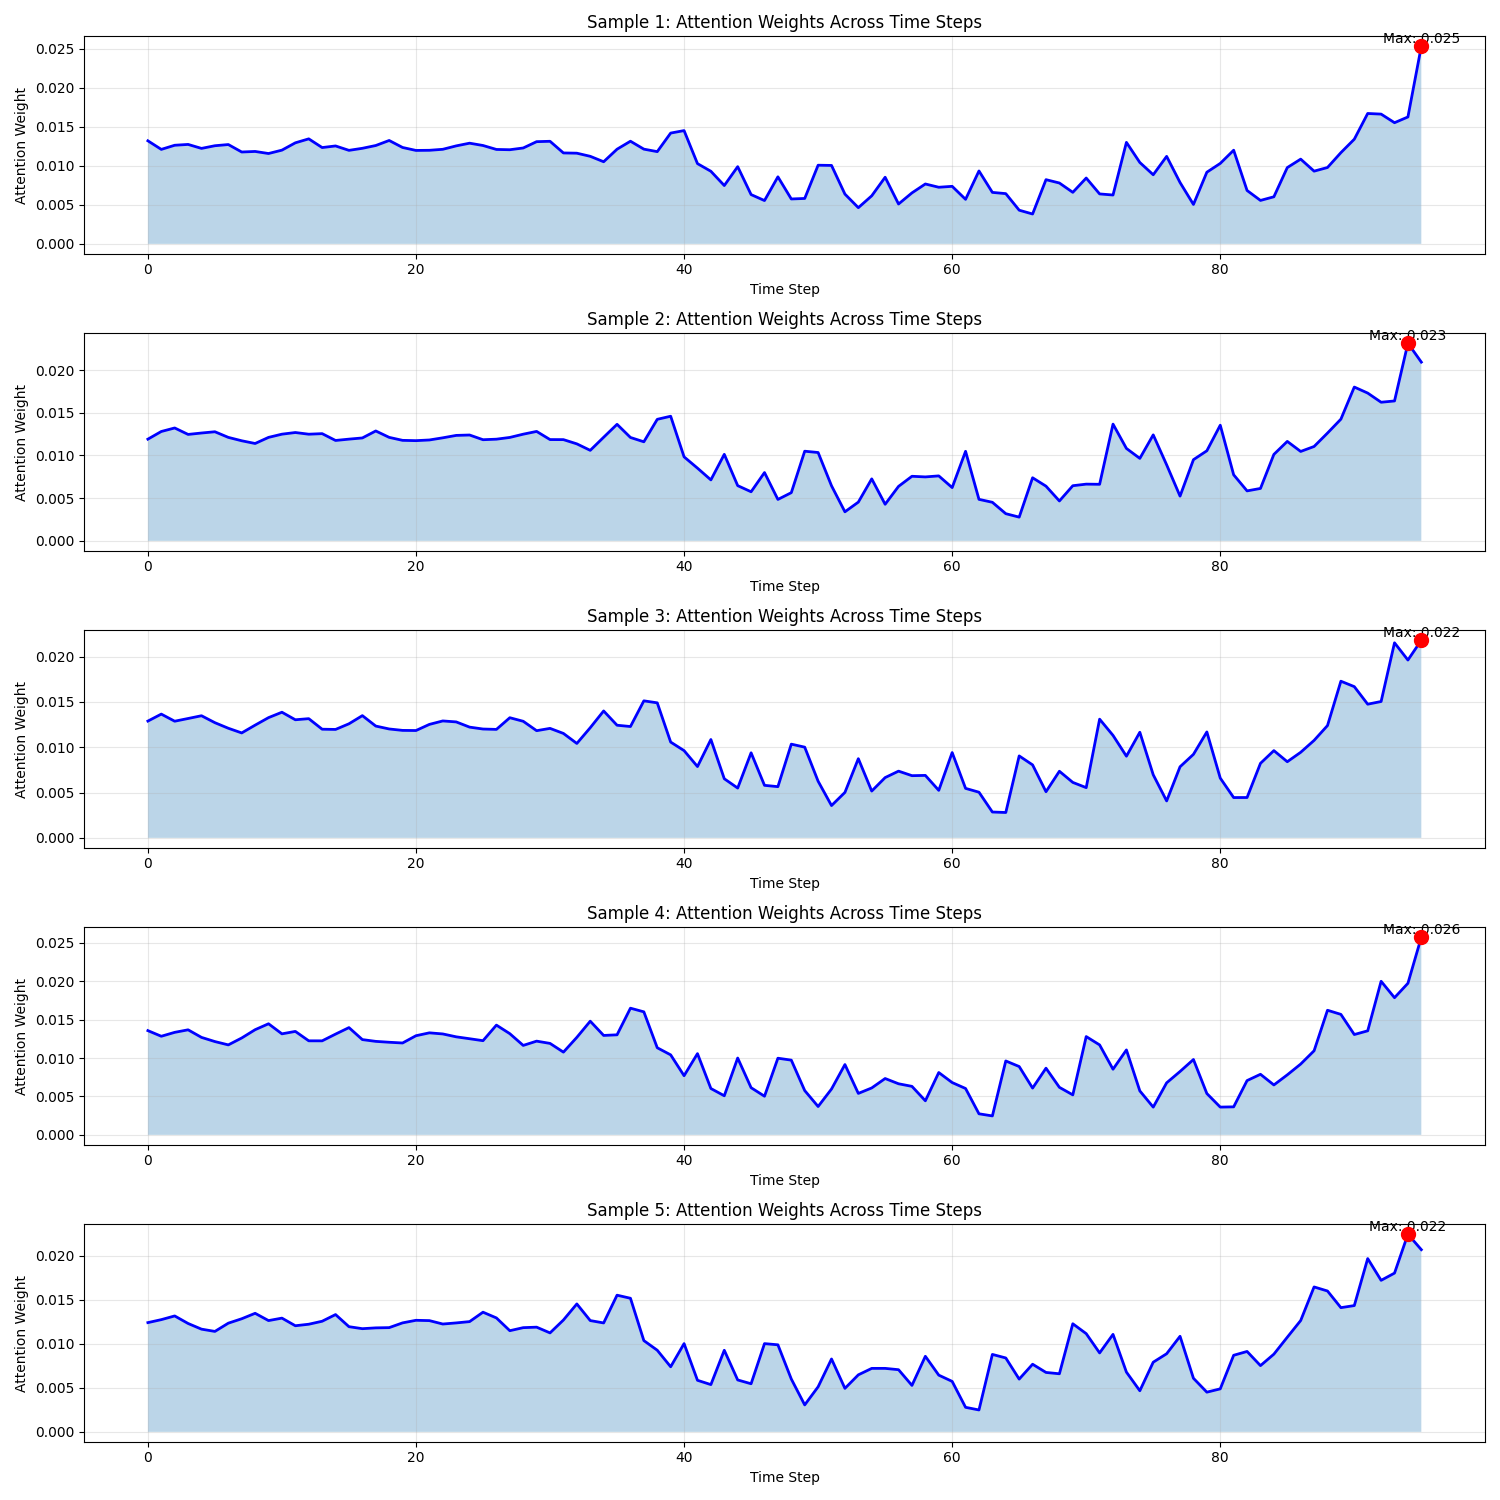 Sample 1: Attention Weights Across Time Steps
Max: 0.025
0.025
0.020
0.015
0.010
0.005
0.000
Attention Weight
0 20 40 60 80
Time Step
Sample 2: Attention Weights Across Time Steps
Max: 0.023
0.020
0.015
0.010
0.005
0.000
Attention Weight
0 20 40 60 80
Time Step
Sample 3: Attention Weights Across Time Steps
Max: 0.022
0.020
0.015
0.010
0.005
0.000
Attention Weight
0 20 40 60 80
Time Step
Sample 4: Attention Weights Across Time Steps
Max: 0.026
0.025
0.020
0.015
0.010
0.005
0.000
Attention Weight
0 20 40 60 80
Time Step
Sample 5: Attention Weights Across Time Steps
Max: 0.022
0.020
0.015
0.010
0.005
0.000
Attention Weight
0 20 40 60 80
Time Step